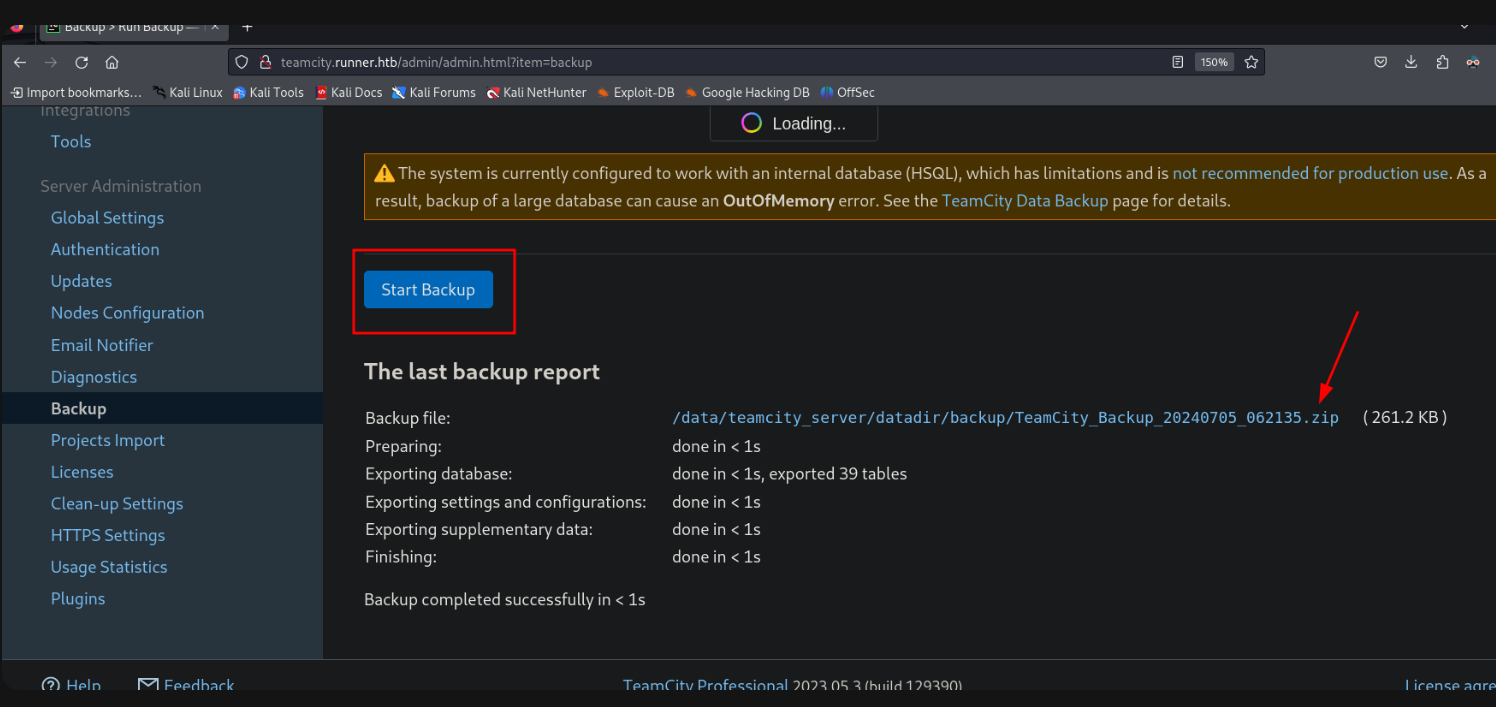 Backup > Run Backup —
teamcity.runner.htb/admin/admin.html?item=backup
150%
Import bookmarks...
Kali Linux
Kali Tools
Kali Docs
Kali Forums
Kali NetHunter
Exploit-DB
Google Hacking DB
OffSec
Integrations
Tools
Server Administration
Global Settings
Authentication
Updates
Nodes Configuration
Email Notifier
Diagnostics
Backup
Projects Import
Licenses
Clean-up Settings
HTTPS Settings
Usage Statistics
Plugins
Loading...
The system is currently configured to work with an internal database (HSQL), which has limitations and is not recommended for production use. As a
result, backup of a large database can cause an OutOfMemory error. See the TeamCity Data Backup page for details.
Start Backup
The last backup report
Backup file: /data/teamcity_server/datadir/backup/TeamCity_Backup_20240705_062135.zip (261.2 KB)
Preparing: done in < 1s
Exporting database: done in < 1s, exported 39 tables
Exporting settings and configurations: done in < 1s
Exporting supplementary data: done in < 1s
Finishing: done in < 1s
Backup completed successfully in < 1s
Help
Feedback
TeamCity Professional 2023.05.3 (build 129390)
License agre